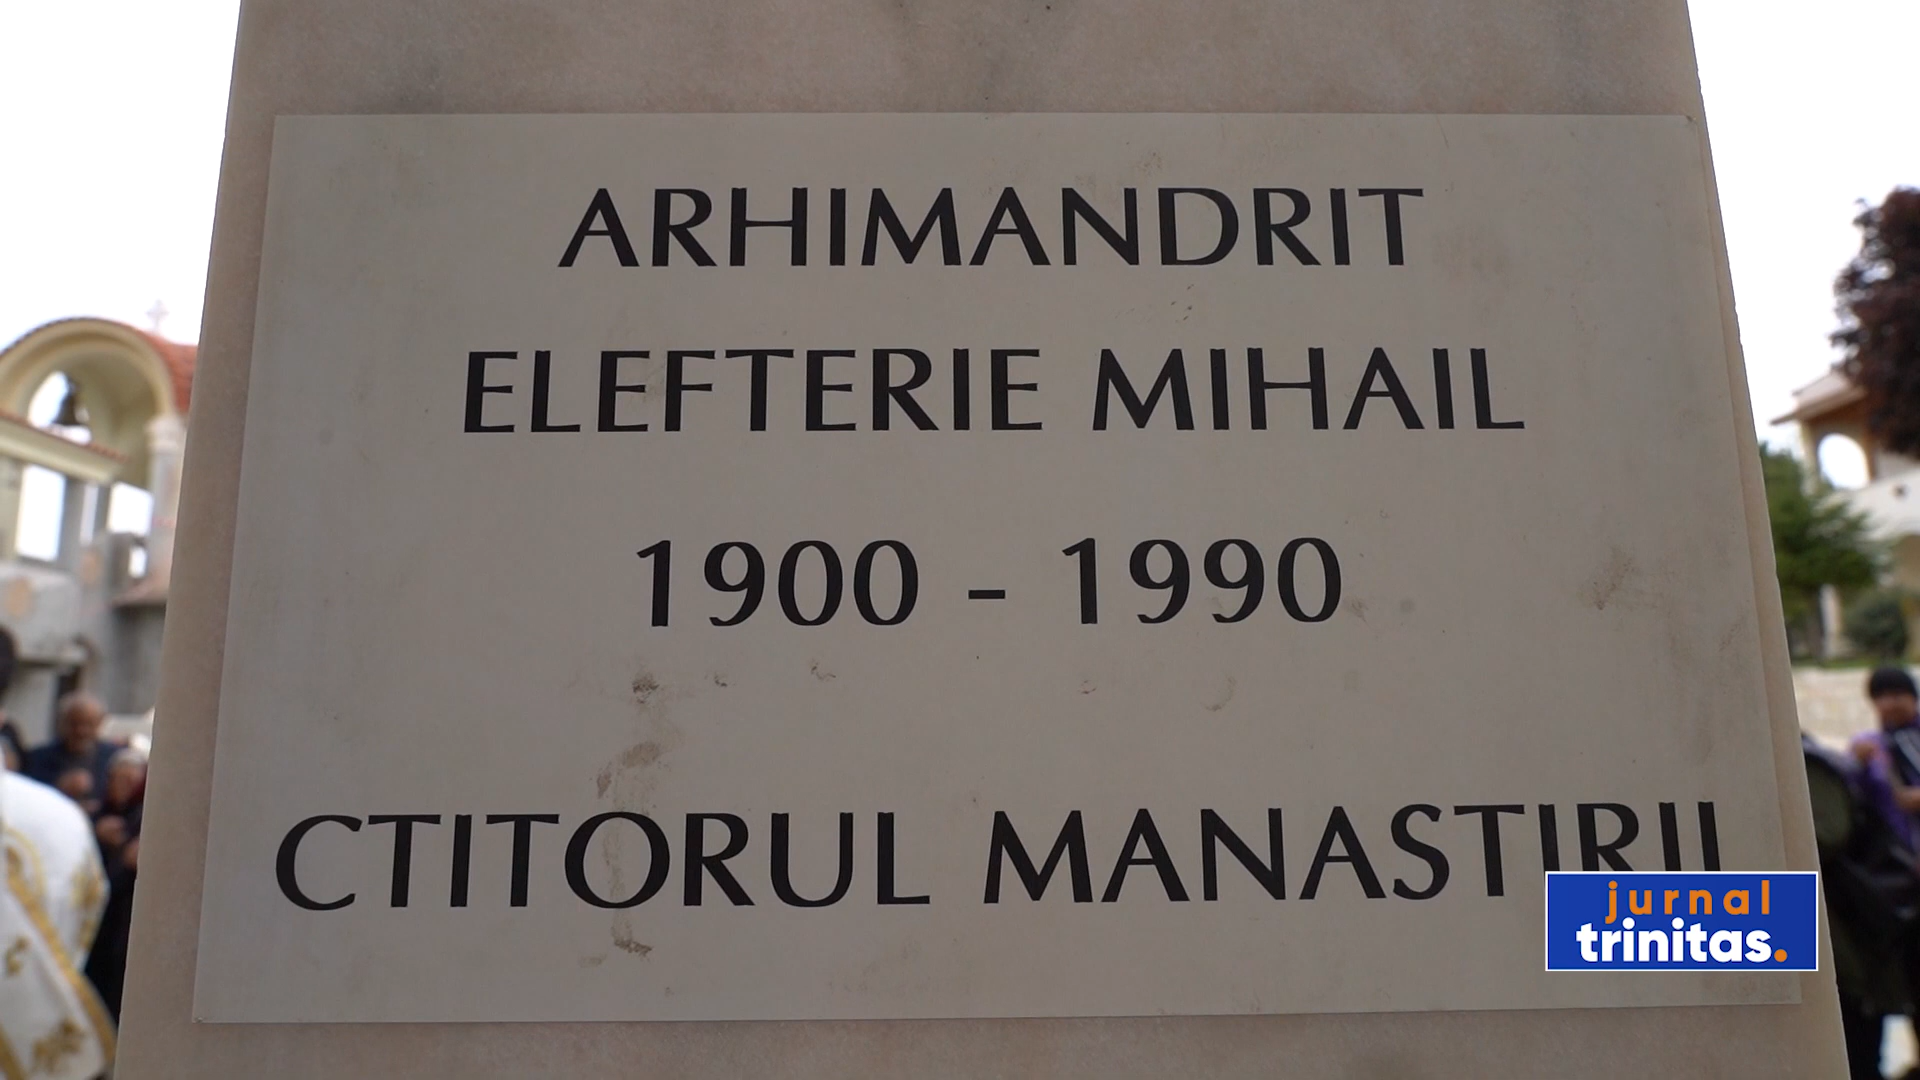 ARHIMANDRIT
ELEFTERIE MIHAIL
1900 - 1990
CTITORUL MANASTIRII
jurnal
trinitas.